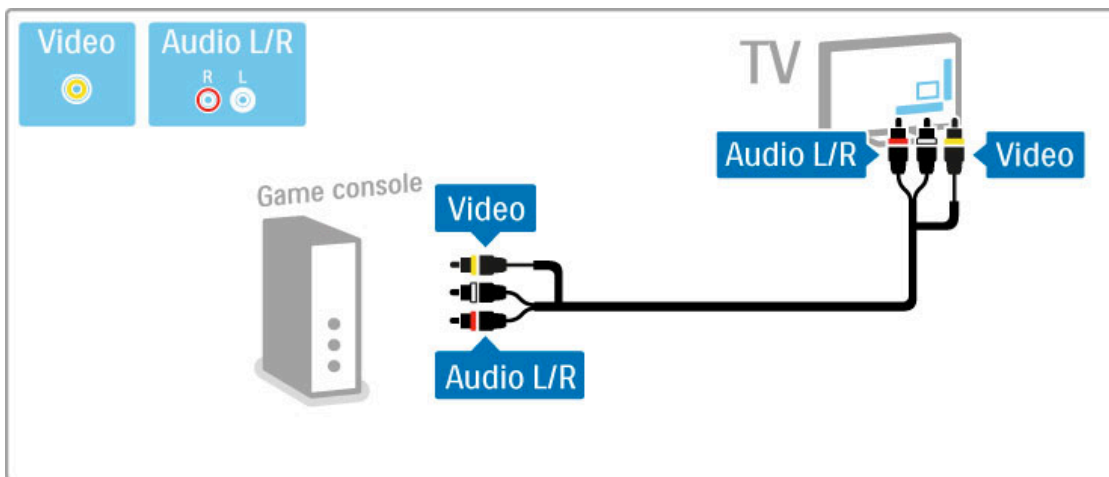 Video
Audio L/R
R L
TV
Audio L/R
Video
Game console
Video
Audio L/R